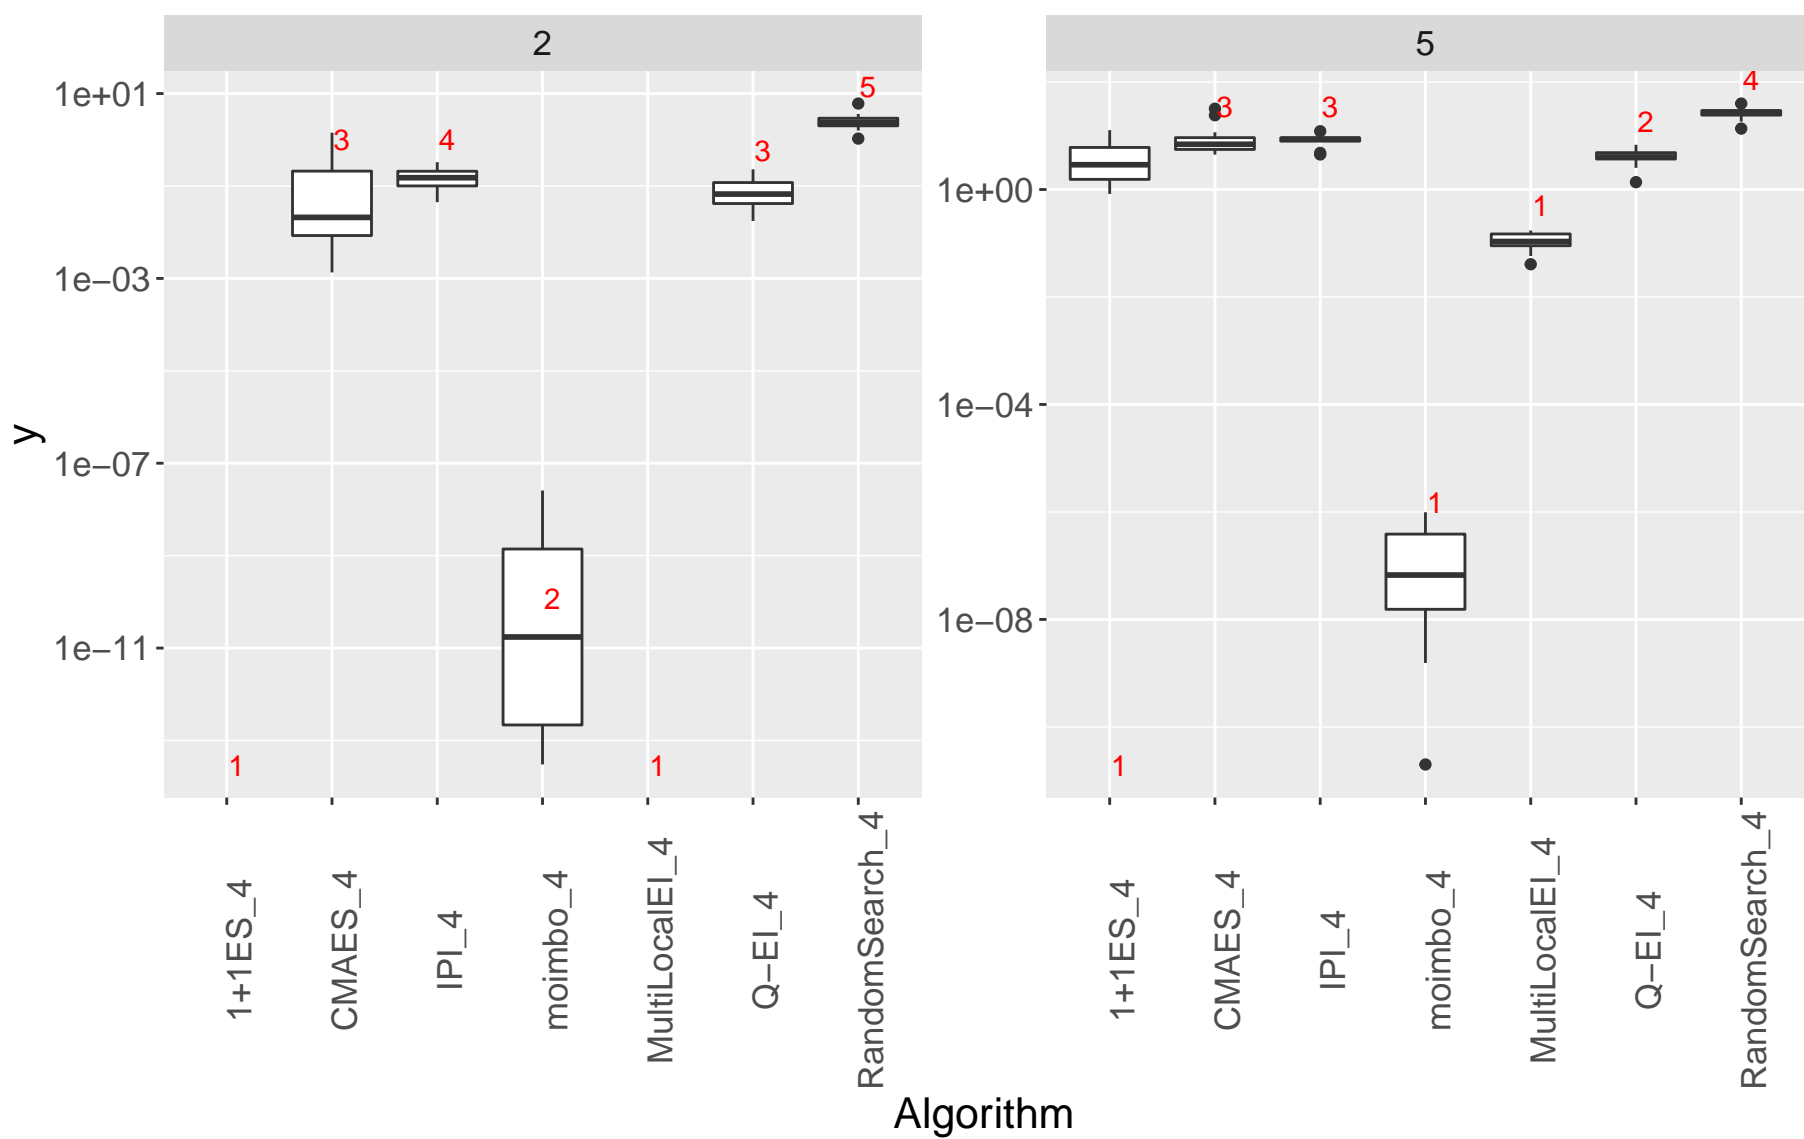 2
5
1e+01
1e−03
1e−07
1e−11
1e+00
1e−04
1e−08
y
1
3
4
2
1
3
5
1
3
3
1
1
2
4
1+1ES_4
CMAES_4
IPI_4
moimbo_4
MultiLocalEI_4
Q−EI_4
RandomSearch_4
1+1ES_4
CMAES_4
IPI_4
moimbo_4
MultiLocalEI_4
Q−EI_4
RandomSearch_4
Algorithm